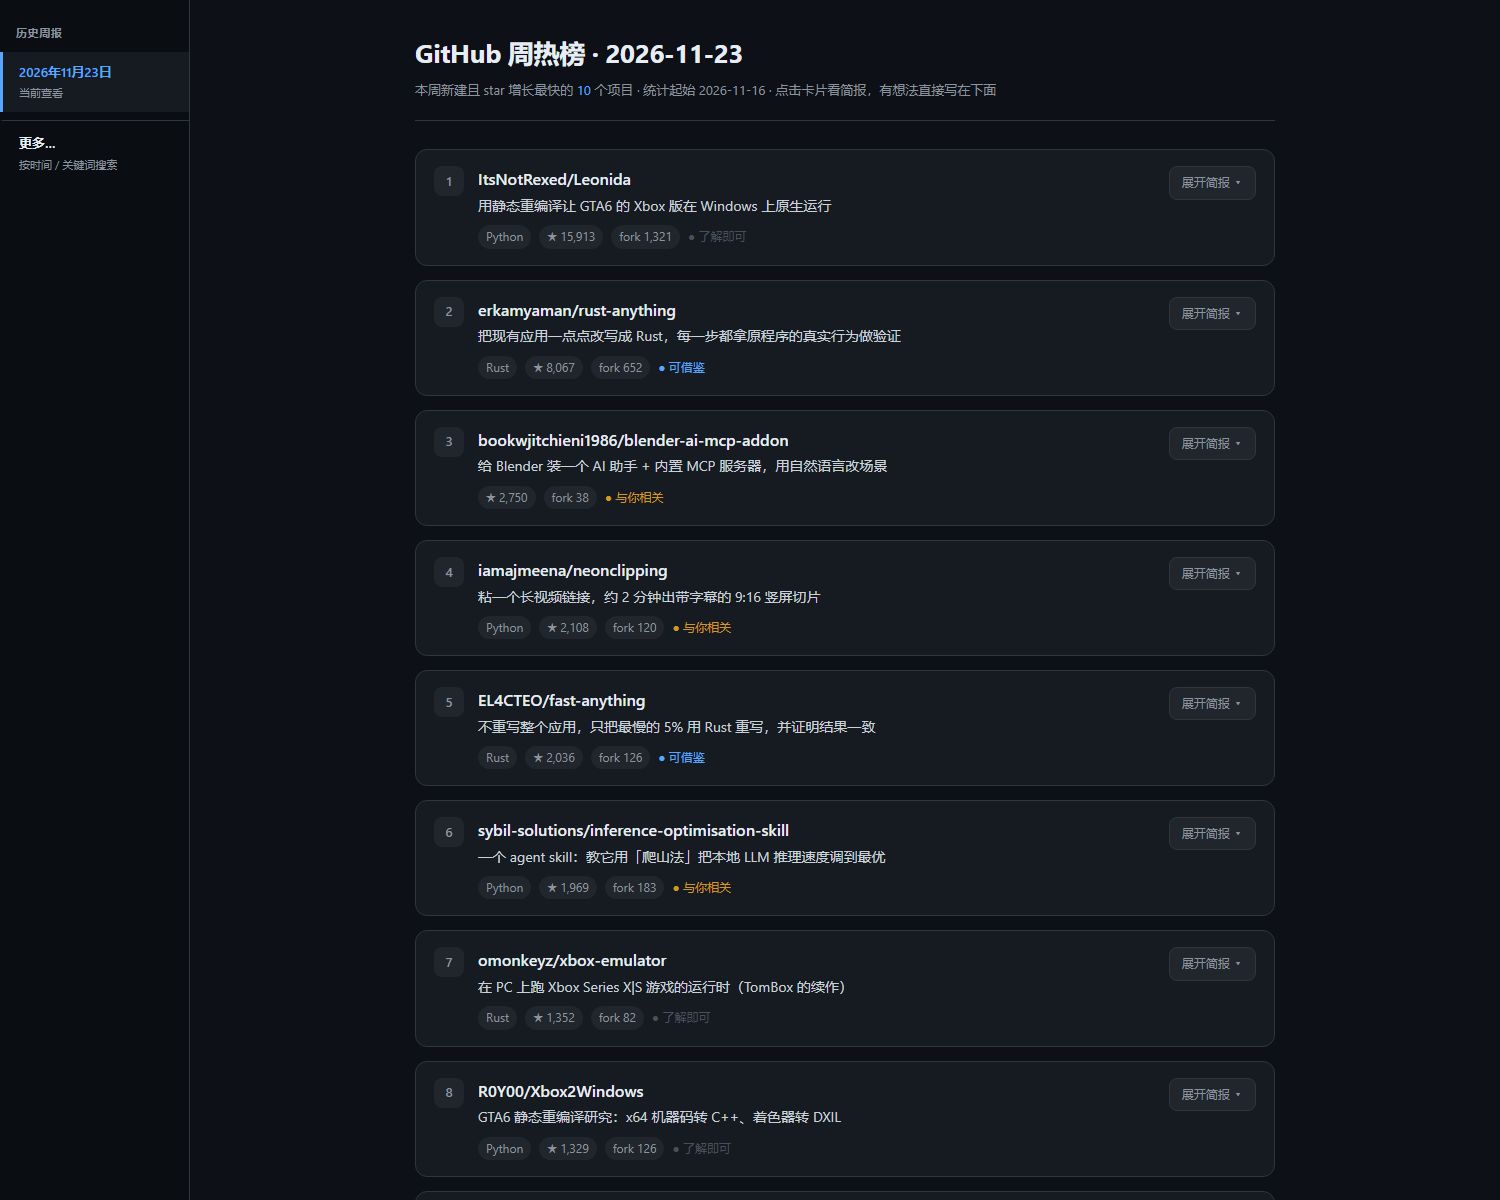 历史周报
2026年11月23日
当前查看
更多...
按时间 / 关键词搜索
GitHub 周热榜 · 2026-11-23
本周新建且 star 增长最快的 10 个项目 · 统计起始 2026-11-16 · 点击卡片看简报，有想法直接写在下面
1
ItsNotRexed/Leonida
展开简报 ▾
用静态重编译让 GTA6 的 Xbox 版在 Windows 上原生运行
Python ★ 15,913 fork 1,321 ● 了解即可
2
erkamyaman/rust-anything
展开简报 ▾
把现有应用一点点改写成 Rust，每一步都拿原程序的真实行为做验证
Rust ★ 8,067 fork 652 ● 可借鉴
3
bookwjitchieni1986/blender-ai-mcp-addon
展开简报 ▾
给 Blender 装一个 AI 助手 + 内置 MCP 服务器，用自然语言改场景
★ 2,750 fork 38 ● 与你相关
4
iamajmeena/neonclipping
展开简报 ▾
粘一个长视频链接，约 2 分钟出带字幕的 9:16 竖屏切片
Python ★ 2,108 fork 120 ● 与你相关
5
EL4CTEO/fast-anything
展开简报 ▾
不重写整个应用，只把最慢的 5% 用 Rust 重写，并证明结果一致
Rust ★ 2,036 fork 126 ● 可借鉴
6
sybil-solutions/inference-optimisation-skill
展开简报 ▾
一个 agent skill：教它用「爬山法」把本地 LLM 推理速度调到最优
Python ★ 1,969 fork 183 ● 与你相关
7
omonkeyz/xbox-emulator
展开简报 ▾
在 PC 上跑 Xbox Series X|S 游戏的运行时（TomBox 的续作）
Rust ★ 1,352 fork 82 ● 了解即可
8
R0Y00/Xbox2Windows
展开简报 ▾
GTA6 静态重编译研究：x64 机器码转 C++、着色器转 DXIL
Python ★ 1,329 fork 126 ● 了解即可